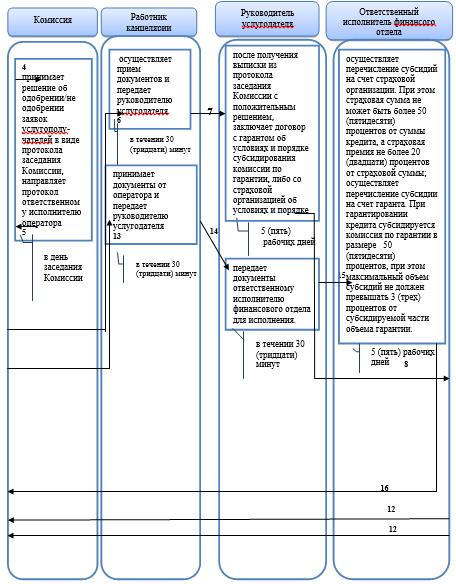 Комиссия
Работник
канцелярии
Руководитель
услугодателя
Ответственный
исполнитель финансого
отдела
4
принимает
решение об
одобрении/не
одобрении
заявок
услугополу-
чателей в виде
протокола
заседания
Комиссии,
направляет
протокол
ответственном
у исполнителю
оператора
5
в день
заседания
Комиссии
осуществляет
прием
документов и
передает
руководителю
услугодателя
6
в течении 30
(тридцати) минут
принимает
документы от
оператора и
передает
руководителю
услугодателя
13
в течении 30
(тридцати) минут
7
14
после получения
выписки из
протокола
заседания
Комиссии с
положительным
решением,
заключает договор
с гарантом об
условиях и порядке
субсидирования
комиссии по
гарантии, либо со
страховой
организацией об
условиях и порядке
5 (пять)
рабочих дней
передает
документы
ответственному
исполнителю
финансового отдела
для исполнения.
в течении 30
(тридцати)
минут
15
осуществляет
перечисление субсидий
на счет страховой
организации. При этом
страховая сумма не
может быть более 50
(пятидесяти)
процентов от суммы
кредита, а страховая
премия не более 20
(двадцати) процентов
от страховой суммы;
осуществляет
перечисление субсидии
на счет гаранта. При
гарантировании
кредита субсидируется
комиссия по гарантии в
размере 50
(пятидесяти)
процентов, при этом
максимальный объем
субсидий не должен
превышать 3 (трех)
процентов от
субсидируемой части
объема гарантии.
5 (пять) рабочих
дней
8
16
12
12